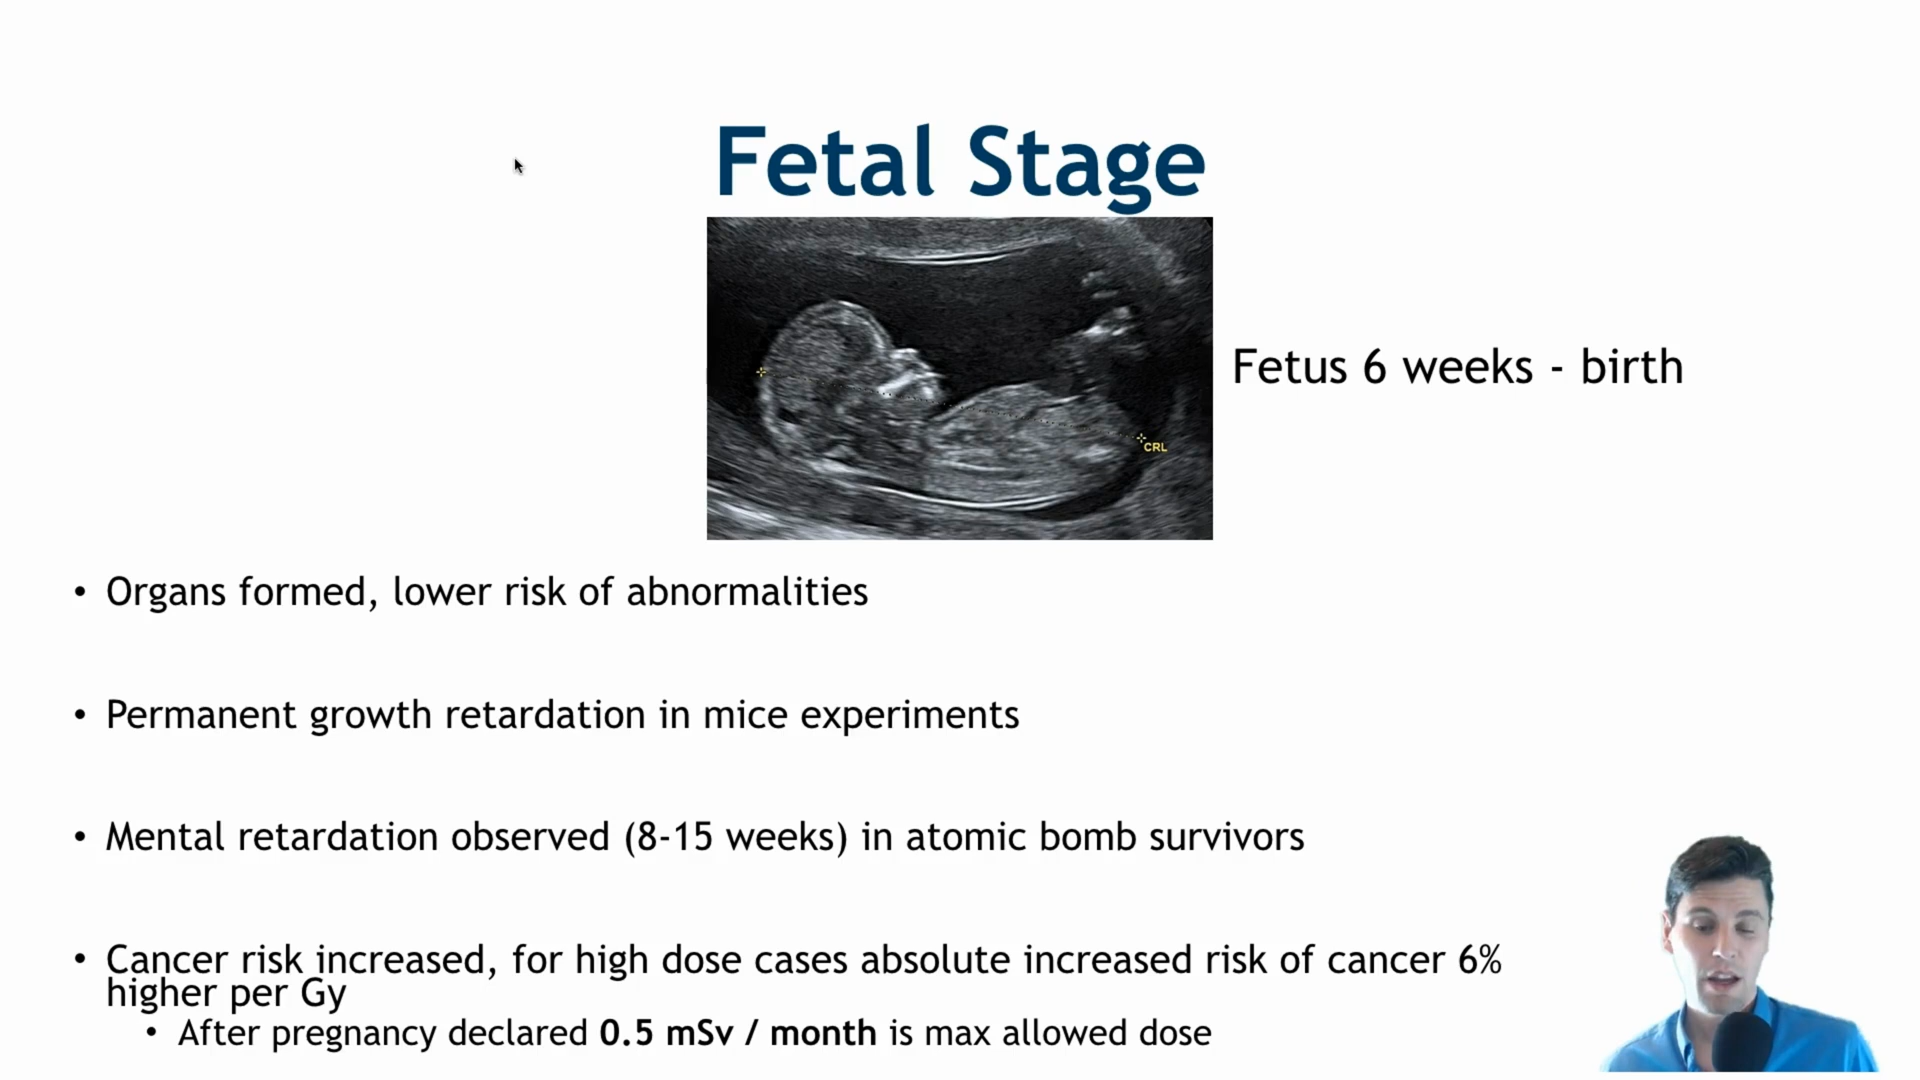 Fetal Stage
CRL
Fetus 6 weeks - birth
• Organs formed, lower risk of abnormalities
• Permanent growth retardation in mice experiments
• Mental retardation observed (8-15 weeks) in atomic bomb survivors
• Cancer risk increased, for high dose cases absolute increased risk of cancer 6%
higher per Gy
• After pregnancy declared 0.5 mSv / month is max allowed dose